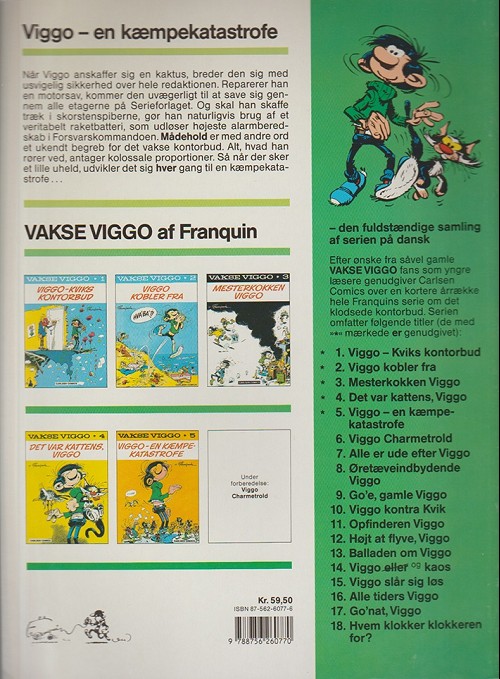 Viggo – en kæmpekatastrofe
Når Viggo anskaffer sig en kaktus, breder den sig med
usvigelig sikkerhed over hele redaktionen. Reparerer han
en motorsav, kommer den uvægerligt til at save sig gen-
nem alle etagerne på Serieforlaget. Og skal han skaffe
træk i skorstenspiberne, gør han naturligvis brug af et
veritabelt raketbatteri, som udløser højeste alarmbered-
skab i Forsvarskommandoen. Mådehold er med andre ord
et ukendt begreb for det vakse kontorbud. Alt, hvad han
rører ved, antager kolossale proportioner. Så når der sker
et lille uheld, udvikler det sig hver gang til en kæmpekata-
strofe...
VAKSE VIGGO af Franquin
VAKSE VIGGO • 1
VIGGO-KVIKS
KONTORBUD
VAKSE VIGGO • 2
VIGGO
KOBLER FRA
VAKSE VIGGO • 3
MESTERKOKKEN
VIGGO
VAKSE VIGGO • 4
DET VAR KATTENS,
VIGGO
VAKSE VIGGO • 5
VIGGO-EN KÆMPE-
KATASTROFE
Under
forberedelse:
Viggo
Charmetrold
Kr. 59,50
ISBN 87-562-6077-6
9 788756 260770
– den fuldstændige samling
af serien på dansk
Efter ønske fra såvel gamle
VAKSE VIGGO fans som yngre
læsere genudgiver Carlsen
Comics over en kortere årrække
hele Franquins serie om det
klodsede kontorbud. Serien
omfatter følgende titler (de med
»*« mærkede er genudgivet):
* 1. Viggo – Kviks kontorbud
* 2. Viggo kobler fra
* 3. Mesterkokken Viggo
* 4. Det var kattens, Viggo
* 5. Viggo – en kæmpe-
katastrofe
6. Viggo Charmetrold
7. Alle er ude efter Viggo
8. Øretæveindbydende
Viggo
9. Go'e, gamle Viggo
10. Viggo kontra Kvik
11. Opfinderen Viggo
12. Højt at flyve, Viggo
13. Balladen om Viggo
14. Viggo eller og kaos
15. Viggo slår sig løs
16. Alle tiders Viggo
17. Go'nat, Viggo
18. Hvem klokker klokkeren
for?